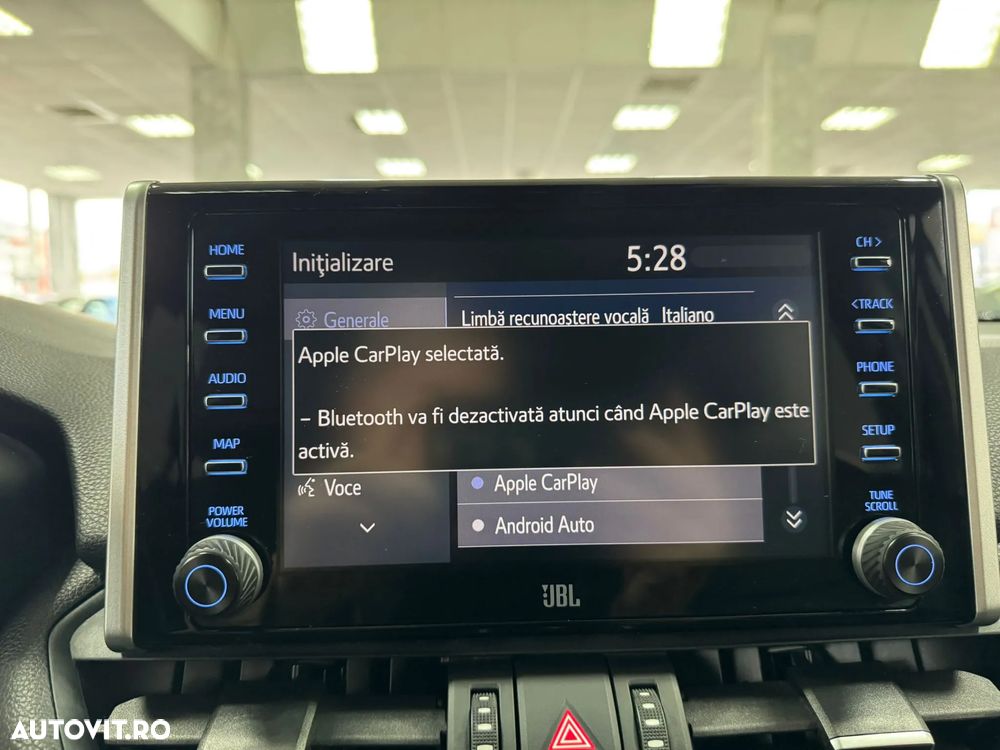 HOME
MENU
AUDIO
MAP
POWER
VOLUME
Iniţializare
5:28
Generale
Limbă recunoaştere vocală Italiano
Apple CarPlay selectată.
– Bluetooth va fi dezactivată atunci când Apple CarPlay este
activă.
Voce
Apple CarPlay
Android Auto
CH >
< TRACK
PHONE
SETUP
TUNE
SCROLL
JBL
AUTOVIT.RO